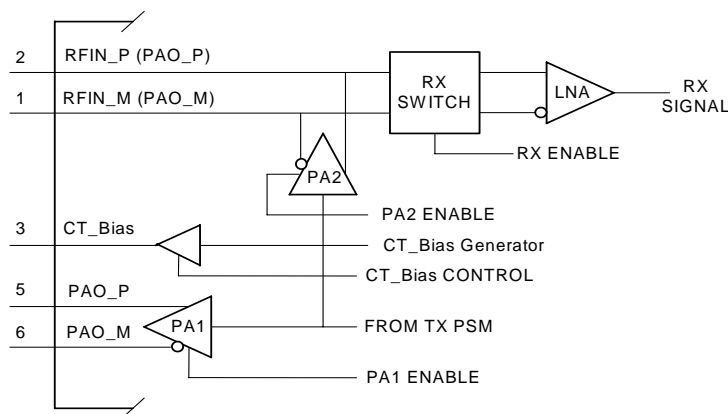 2 RFIN_P (PAO_P)
1 RFIN_M (PAO_M)
RX
SWITCH
LNA
RX
SIGNAL
RX ENABLE
PA2
PA2 ENABLE
3 CT_Bias
CT_Bias Generator
CT_Bias CONTROL
5 PAO_P
6 PAO_M
PA1
FROM TX PSM
PA1 ENABLE